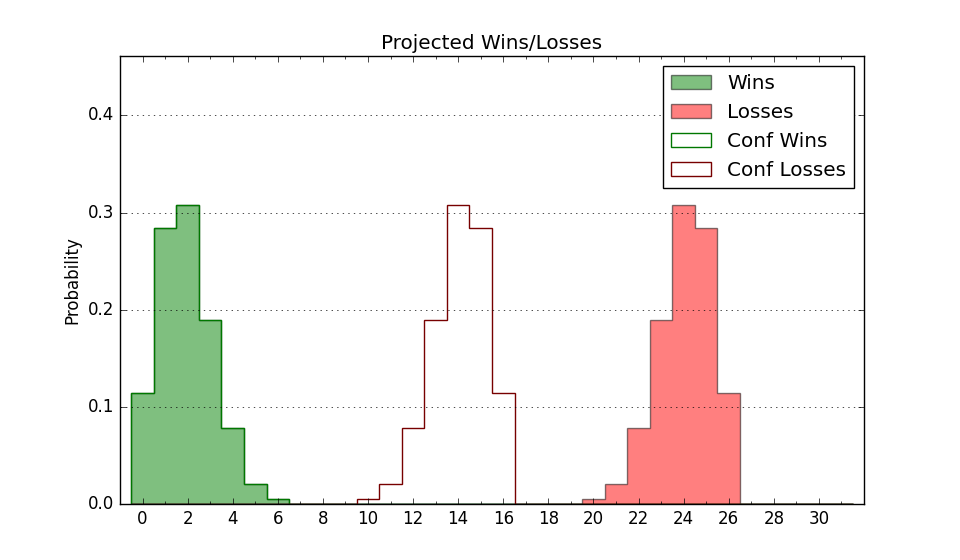 Projected Wins/Losses
Wins
Losses
Conf Wins
Conf Losses
Probability
0.4
0.3
0.2
0.1
0.0
0 2 4 6 8 10 12 14 16 18 20 22 24 26 28 30